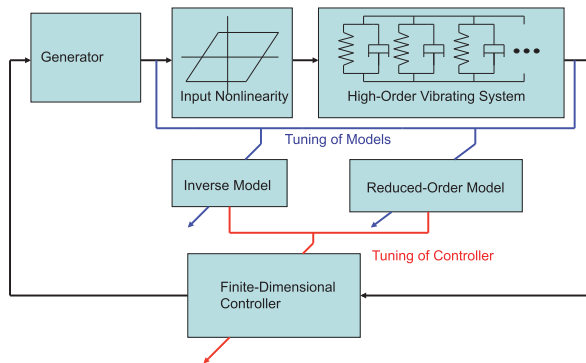 Generator
Input Nonlinearity
High-Order Vibrating System
Tuning of Models
Inverse Model
Reduced-Order Model
Tuning of Controller
Finite-Dimensional
Controller